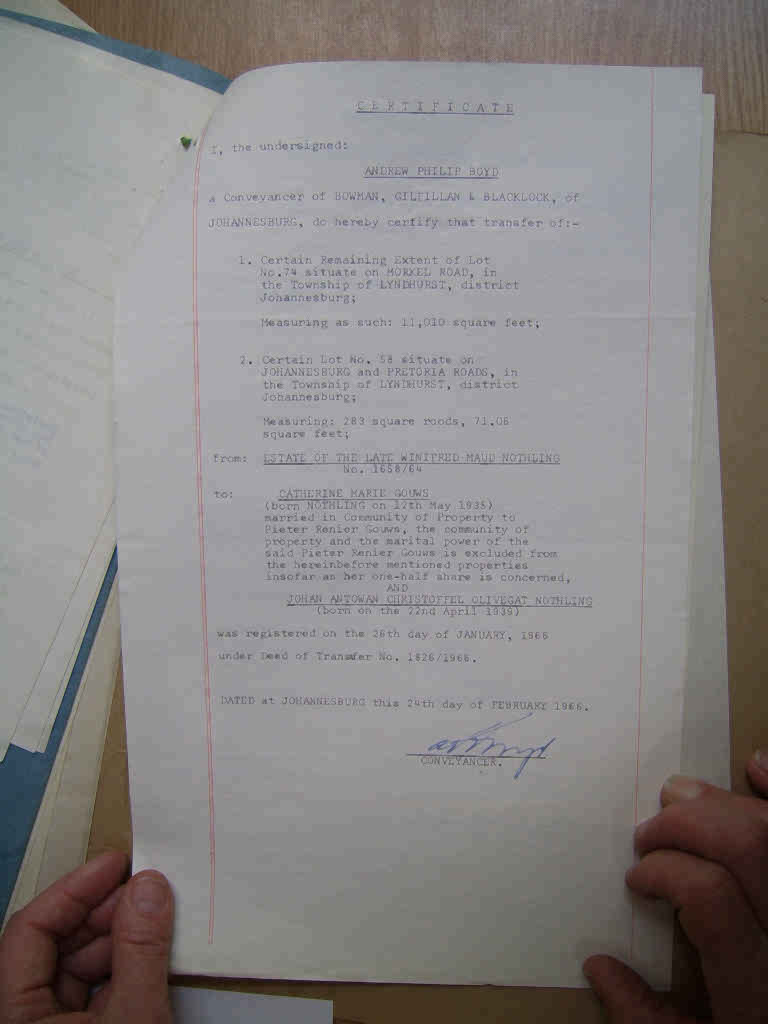 CERTIFICATE
I, the undersigned:
ANDREW PHILIP BOYD
a Conveyancer of BOWMAN, GILFILLAN & BLACKLOCK, of
JOHANNESBURG, do hereby certify that transfer of:-
1. Certain Remaining Extent of Lot
No.74 situate on MORKEL ROAD, in
the Township of LYNDHURST, district
Johannesburg;
Measuring as such: 11,010 square feet;
2. Certain Lot No. 58 situate on
JOHANNESBURG and PRETORIA ROADS, in
the Township of LYNDHURST, district
Johannesburg;
Measuring: 283 square roods, 71.06
square feet;
from: ESTATE OF THE LATE WINIFRED MAUD NOTHLING
No. 1658/64
to: CATHERINE MARIE GOUWS
(born NOTHLING on 12th May 1935)
married in Community of Property to
Pieter Renier Gouws, the community of
property and the marital power of the
said Pieter Renier Gouws is excluded from
the hereinbefore mentioned properties
insofar as her one-half share is concerned,
AND
JOHAN ANTOWAN CHRISTOFFEL OLIVEGAT NOTHLING
(born on the 22nd April 1939)
was registered on the 26th day of JANUARY, 1966
under Deed of Transfer No. 1826/1966.
DATED at JOHANNESBURG this 24th day of FEBRUARY 1966.
CONVEYANCER.